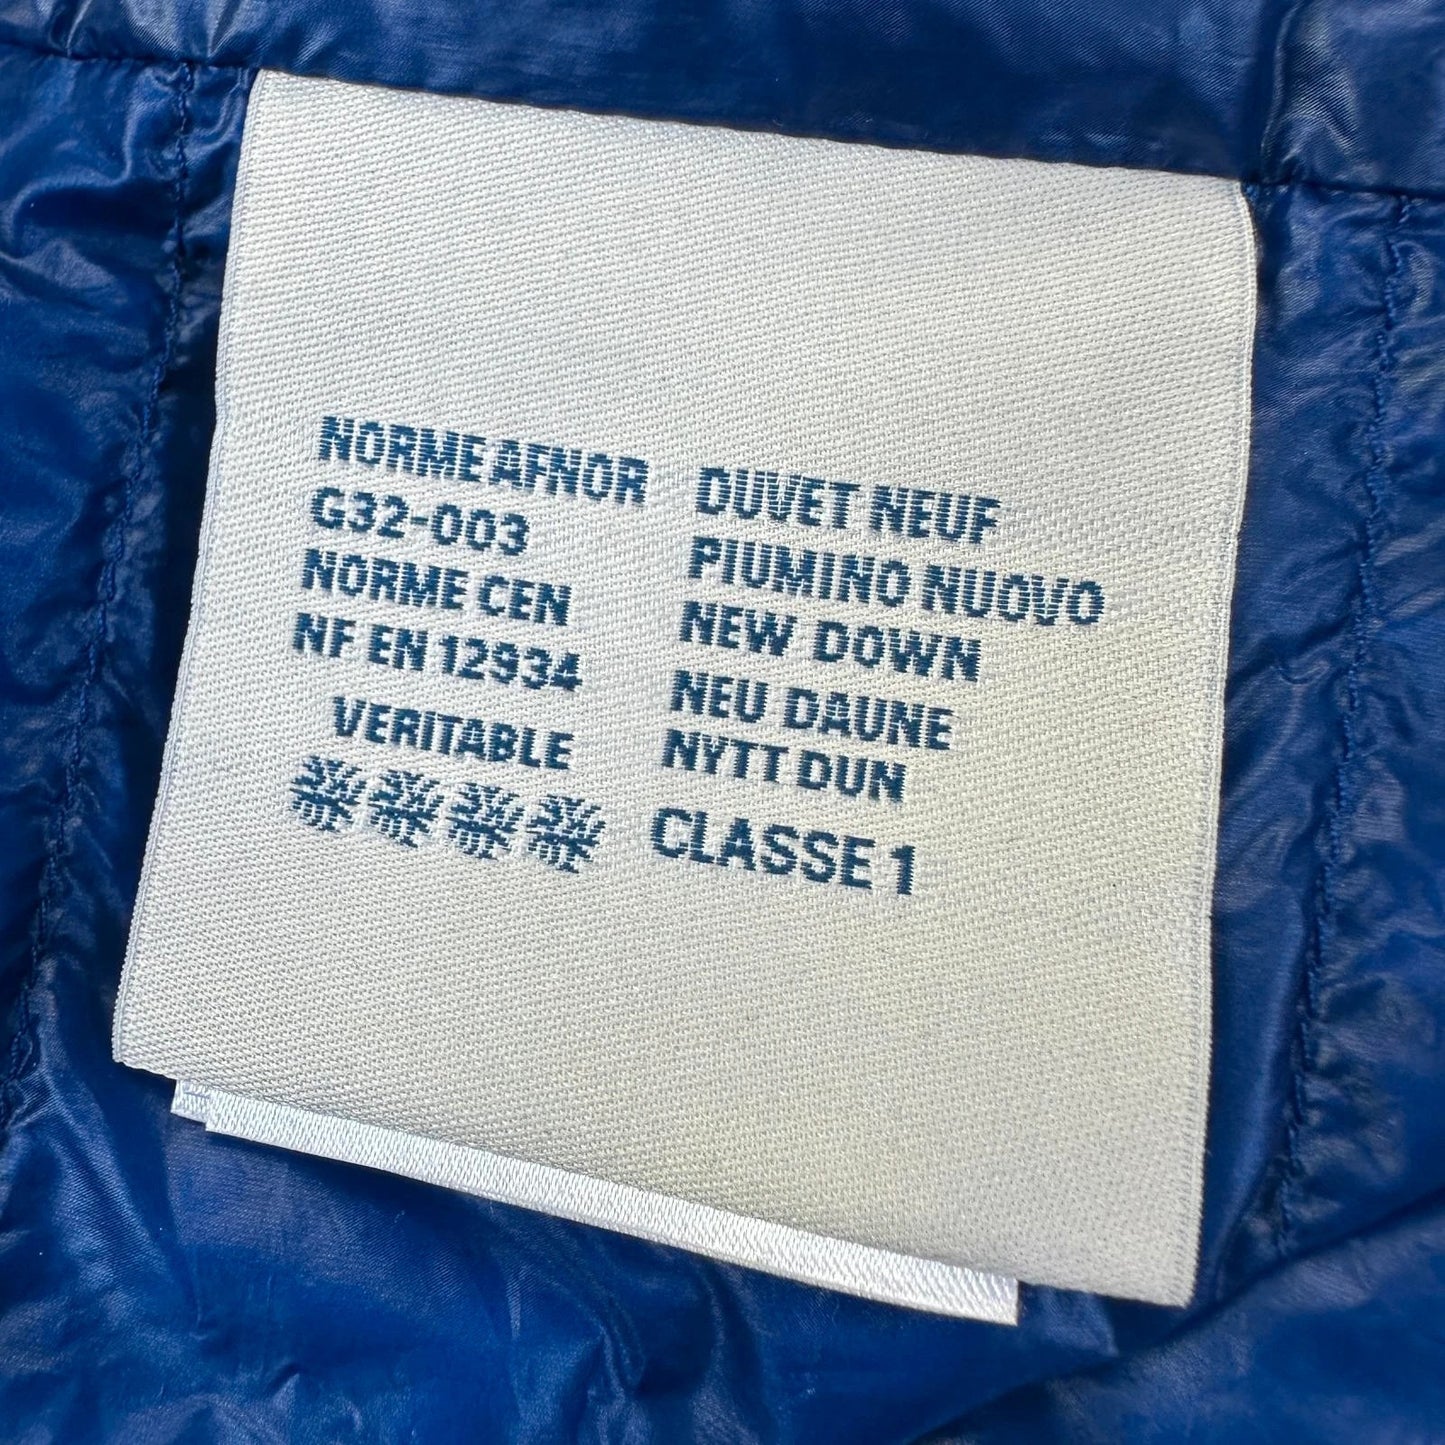 NORME AFNOR
G32-003
NORME CEN
NF EN 12934
VERITABLE
DUVET NEUF
PIUMINO NUOVO
NEW DOWN
NEU DAUNE
NYTT DUN
CLASSE 1